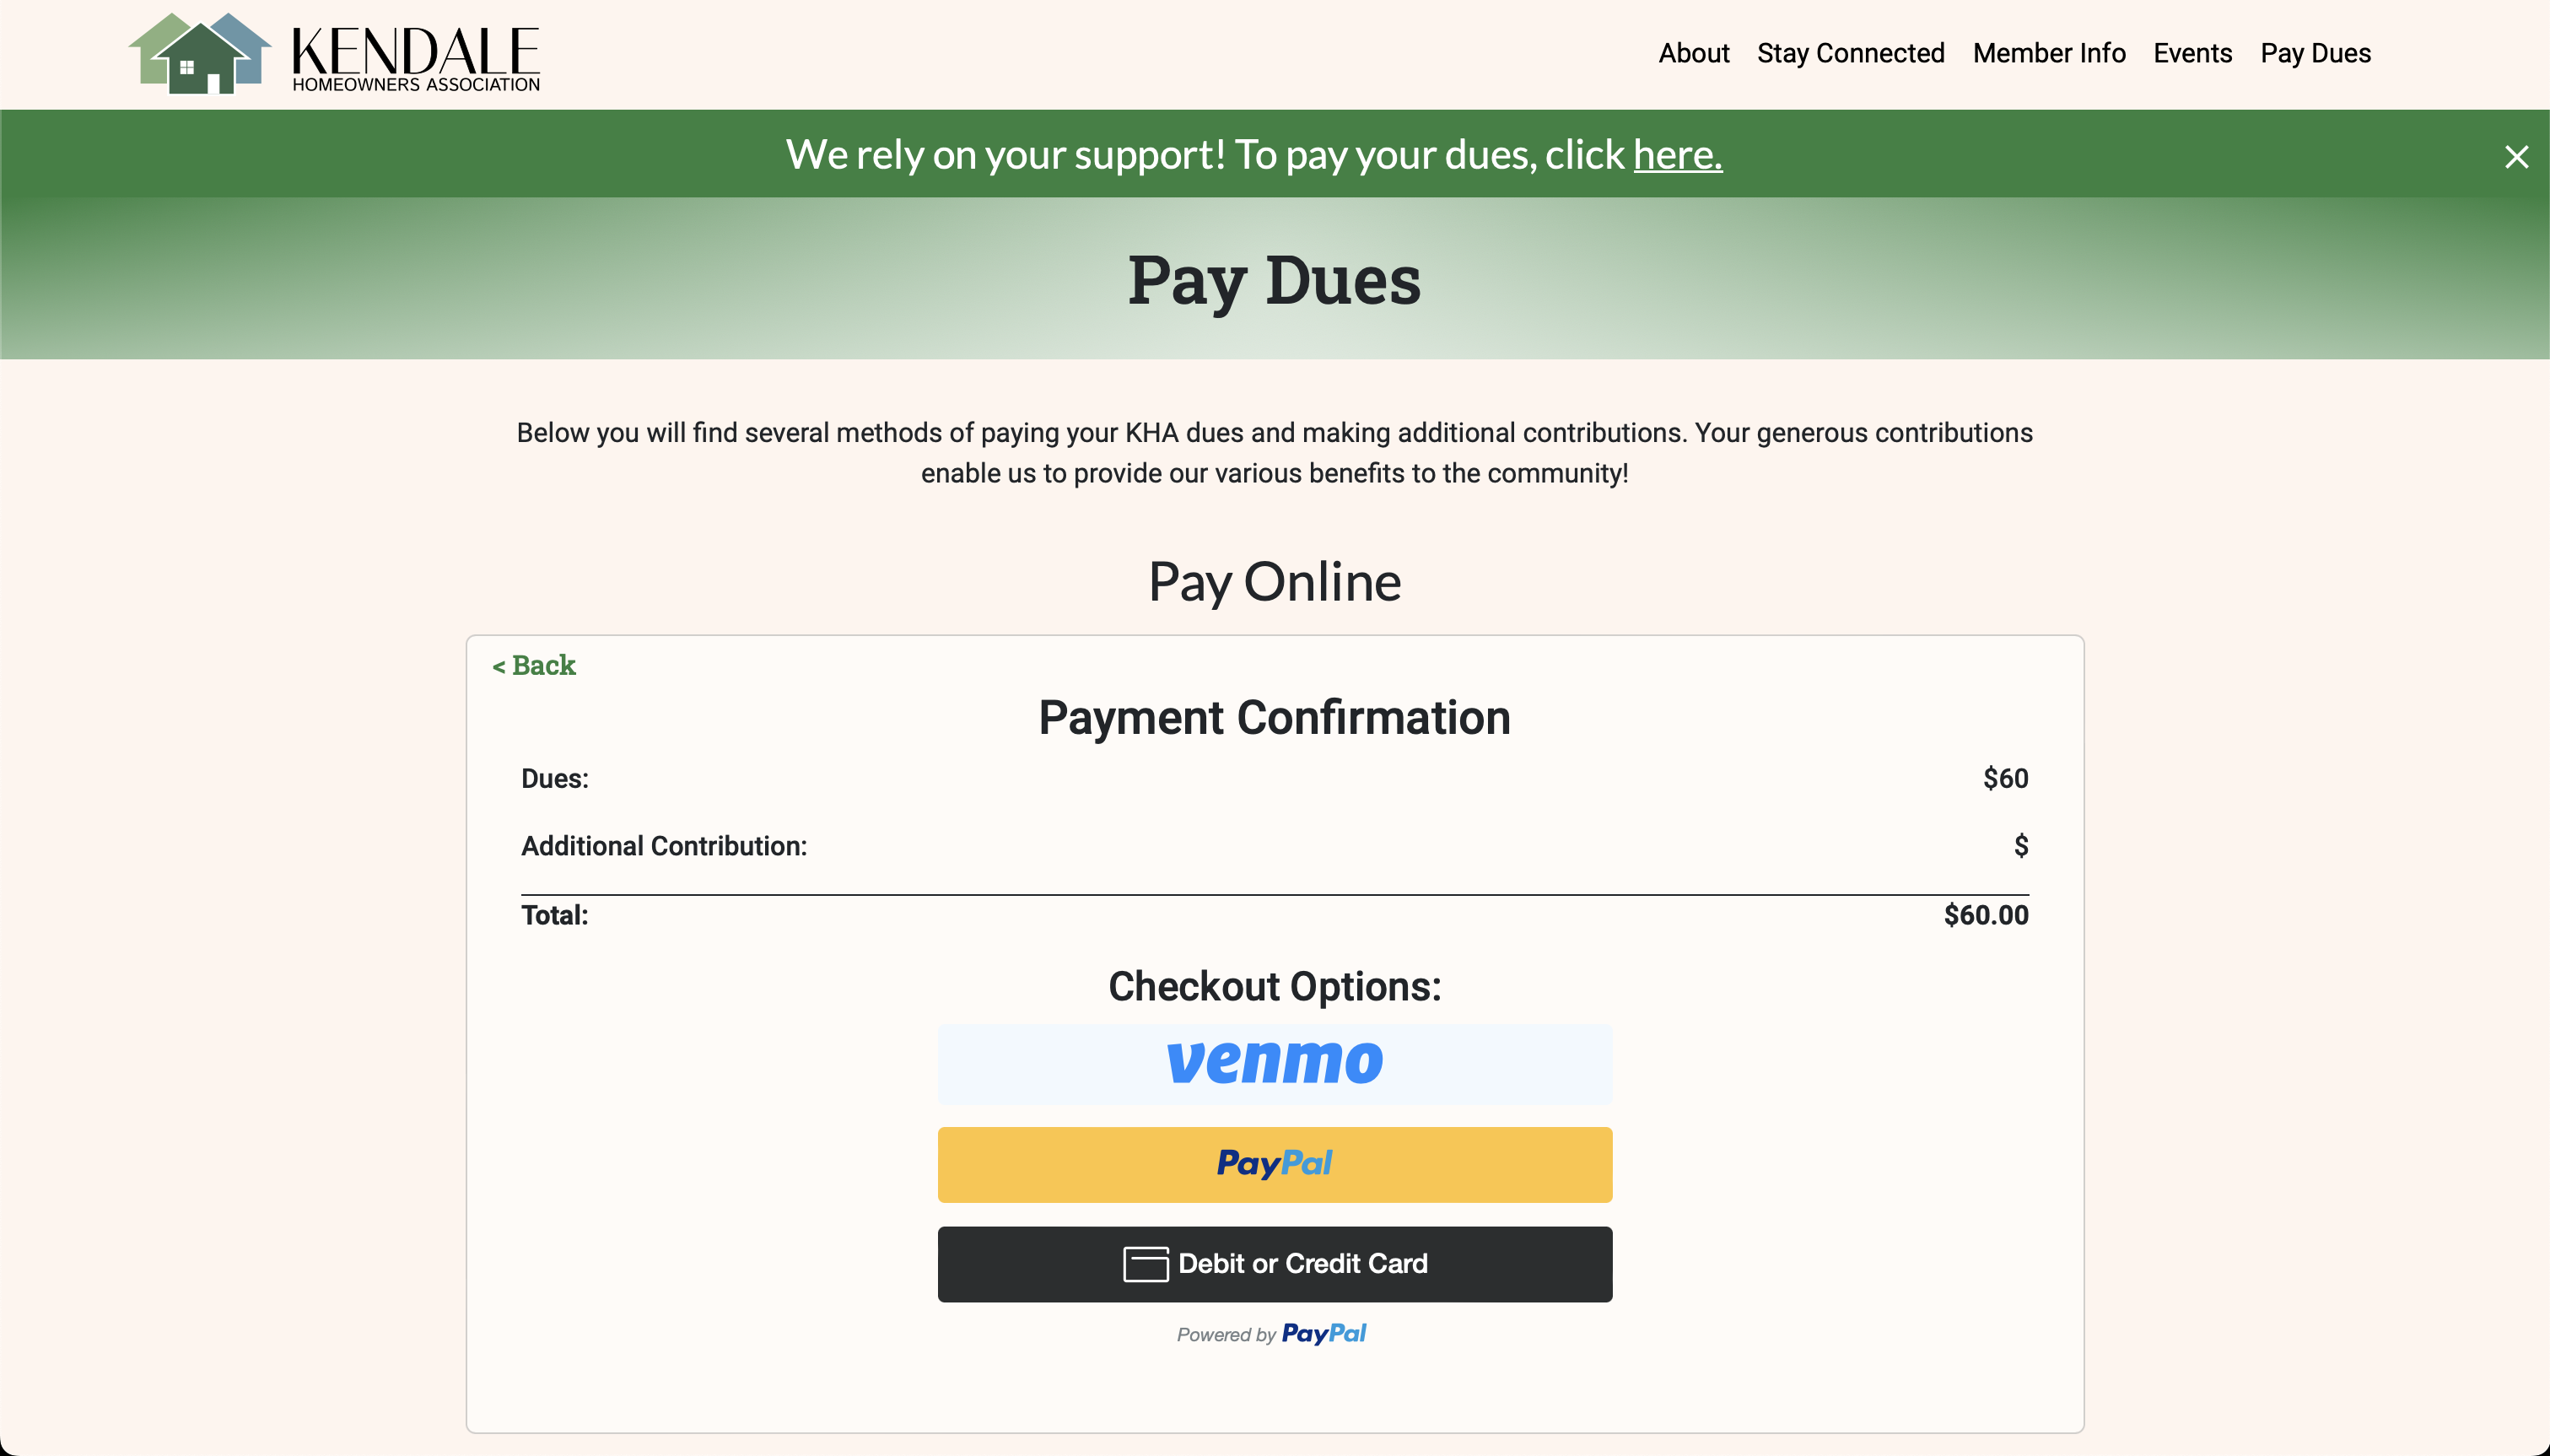 KENDALE
HOMEOWNERS ASSOCIATION
About Stay Connected Member Info Events Pay Dues
We rely on your support! To pay your dues, click here.
Pay Dues
Below you will find several methods of paying your KHA dues and making additional contributions. Your generous contributions
enable us to provide our various benefits to the community!
Pay Online
< Back
Payment Confirmation
Dues: $60
Additional Contribution: $
Total: $60.00
Checkout Options:
venmo
PayPal
Debit or Credit Card
Powered by PayPal